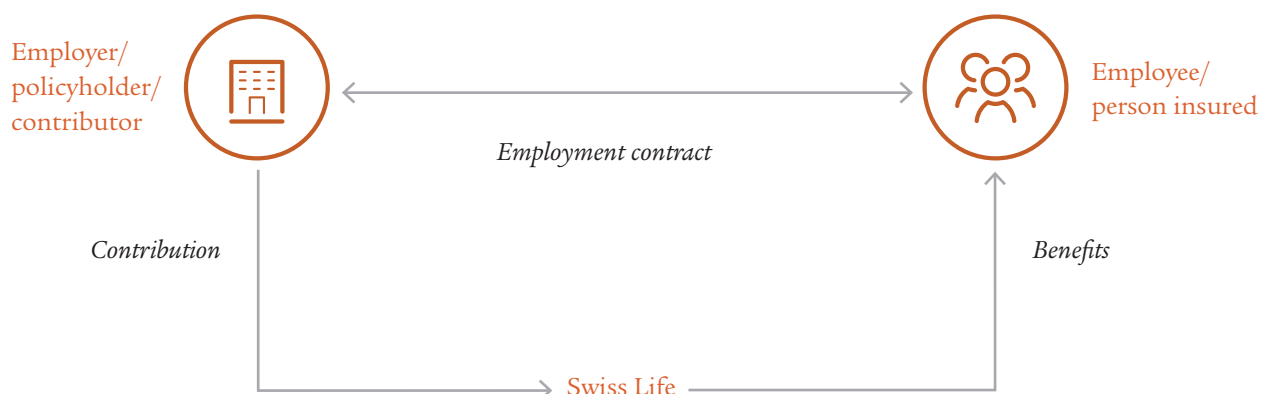 Employer/
policyholder/
contributor
Employee/
person insured
Employment contract
Contribution
Benefits
Swiss Life